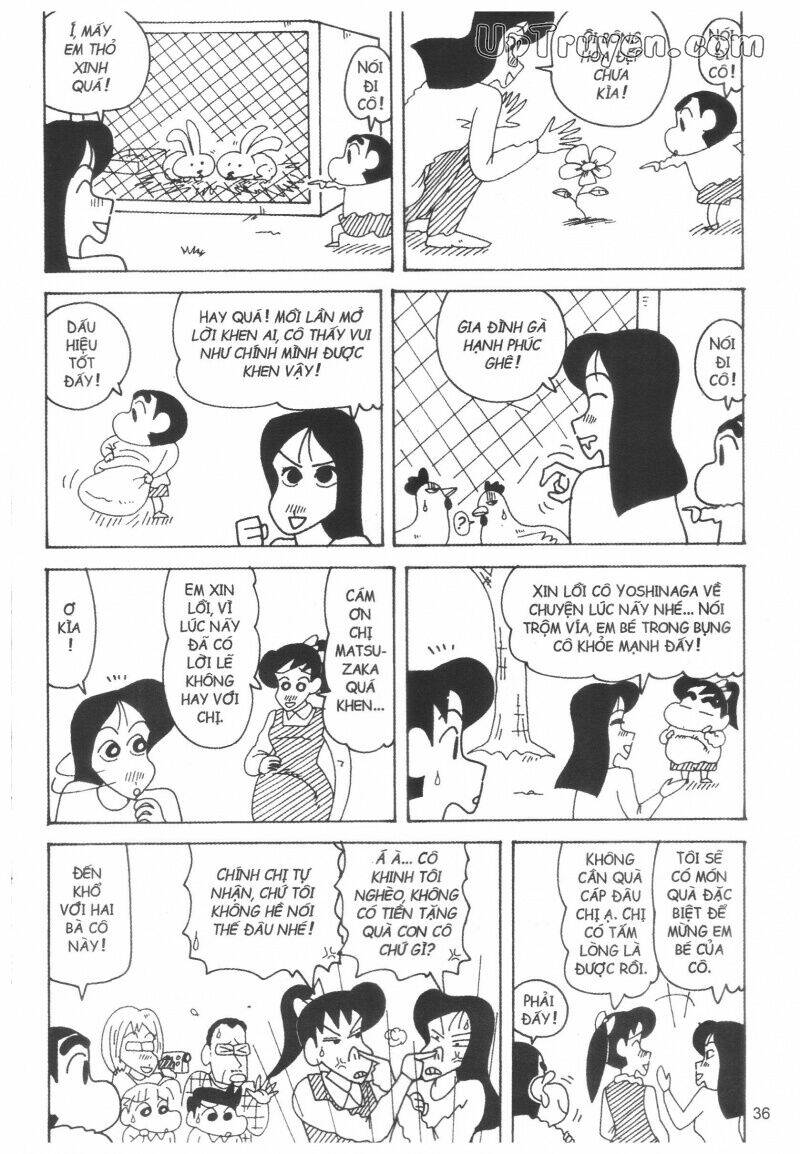 UpTruyen.com
ÔI BÔNG
HOA ĐẸP
CHƯA
KÌA!
NÓI
ĐI
CÔ!
NÓI
ĐI
CÔ!
Í, MẤY
EM THỎ
XINH
QUÁ!
NÓI
ĐI
CÔ!
GIA ĐÌNH GÀ
HẠNH PHÚC
GHÊ!
?
HAY QUÁ! MỖI LẦN MỞ
LỜI KHEN AI, CÔ THẤY VUI
NHƯ CHÍNH MÌNH ĐƯỢC
KHEN VẬY!
DẤU
HIỆU
TỐT
ĐẤY!
XIN LỖI CÔ YOSHINAGA VỀ
CHUYỆN LÚC NÃY NHÉ... NÓI
TRỘM VÍA, EM BÉ TRONG BỤNG
CÔ KHỎE MẠNH ĐẤY!
CÁM
ƠN
CHỊ
MATSU-
ZAKA
QUÁ
KHEN...
EM XIN
LỖI, VÌ
LÚC NÃY
ĐÃ CÓ
LỜI LẼ
KHÔNG
HAY VỚI
CHỊ.
Ơ
KÌA!
TÔI SẼ
CÓ MÓN
QUÀ ĐẶC
BIỆT ĐỂ
MỪNG EM
BÉ CỦA
CÔ.
KHÔNG
CẦN QUÀ
CÁP ĐÂU
CHỊ Ạ. CHỊ
CÓ TẤM
LÒNG LÀ
ĐƯỢC RỒI.
PHẢI
ĐẤY!
Á À... CÔ
KHINH TÔI
NGHÈO, KHÔNG
CÓ TIỀN TẶNG
QUÀ CON CÔ
CHỨ GÌ?
CHÍNH CHỊ TỰ
NHẬN, CHỨ TÔI
KHÔNG HỀ NÓI
THẾ ĐÂU NHÉ!
ĐẾN
KHỔ
VỚI HAI
BÀ CÔ
NÀY!
36